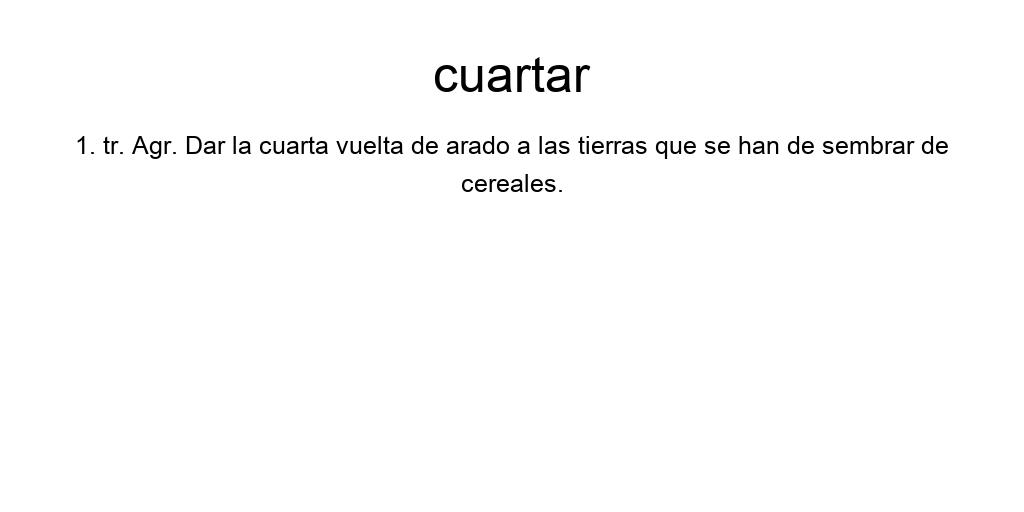 cuartar
1. tr. Agr. Dar la cuarta vuelta de arado a las tierras que se han de sembrar de
cereales.